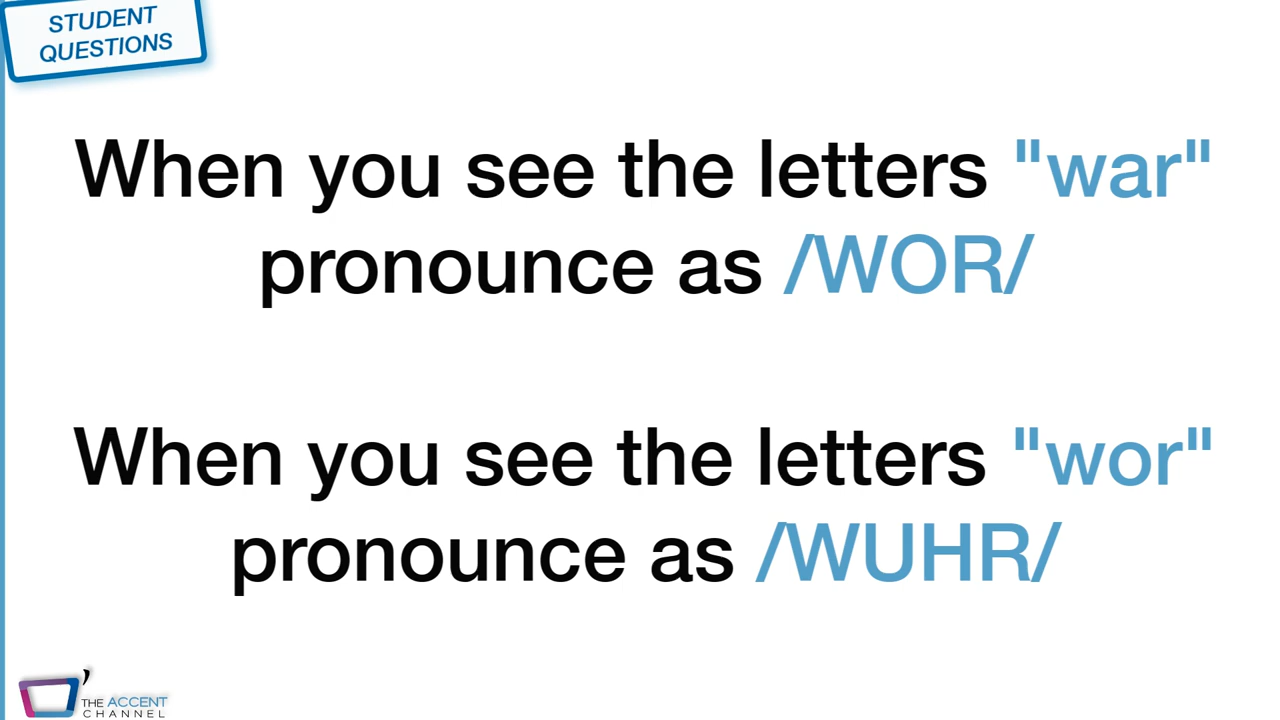 STUDENT
QUESTIONS
When you see the letters "war"
pronounce as /WOR/
When you see the letters "wor"
pronounce as /WUHR/
THE ACCENT
CHANNEL